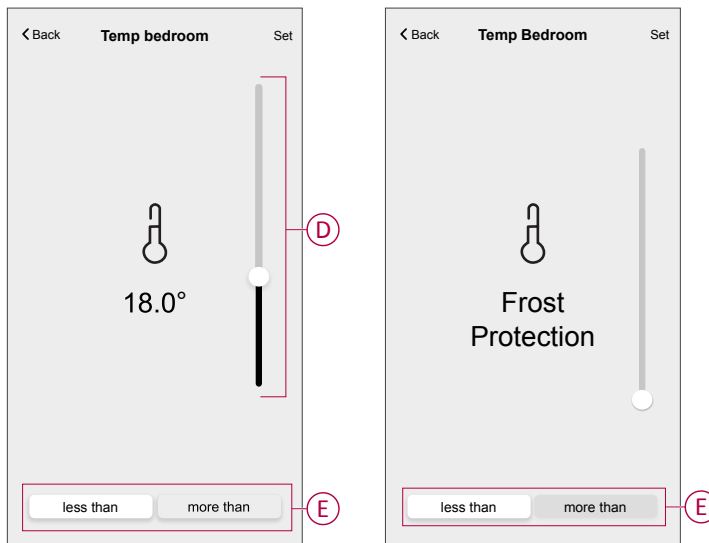 Back Temp bedroom Set
D
18.0°
less than more than
E
Back Temp Bedroom Set
Frost
Protection
less than more than
E